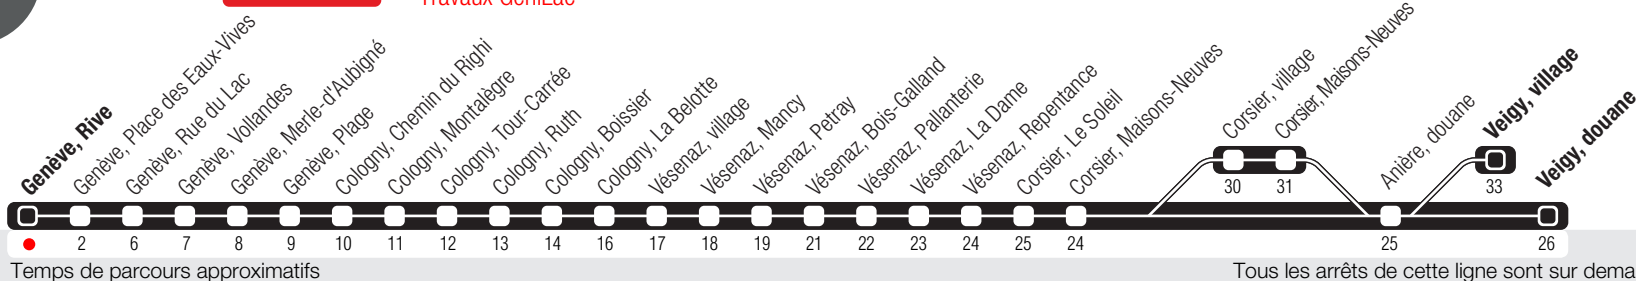 Travaux GeniLac
Genève, Rive
Genève, Place des Eaux-Vives
Genève, Rue du Lac
Genève, Vollandes
Genève, Merle-d'Aubigné
Genève, Plage
Cologny, Chemin du Righi
Cologny, Montalègre
Cologny, Tour-Carrée
Cologny, Ruth
Cologny, Boissier
Cologny, La Belotte
Vésenaz, village
Vésenaz, Mancy
Vésenaz, Petray
Vésenaz, Bois-Galland
Vésenaz, Pallanterie
Vésenaz, La Dame
Vésenaz, Repentance
Corsier, Le Soleil
Corsier, Maisons-Neuves
Corsier, village
Corsier, Maisons-Neuves
Anière, douane
Veigy, village
Veigy, douane
30 31 33
2 6 7 8 9 10 11 12 13 14 16 17 18 19 21 22 23 24 25 24 25 26
Temps de parcours approximatifs
Tous les arrêts de cette ligne sont sur dema